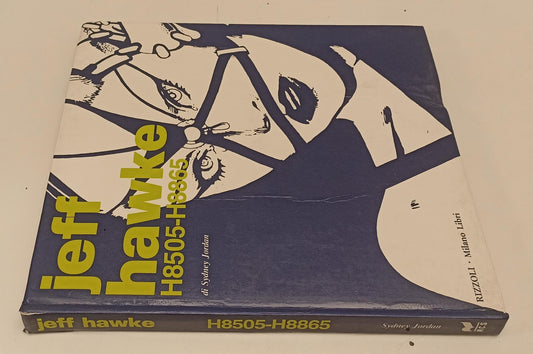 jeff
hawke
H8505-H8865
di Sydney Jordan
RIZZOLI · Milano Libri
jeff hawke H8505-H8865 Sydney Jordan